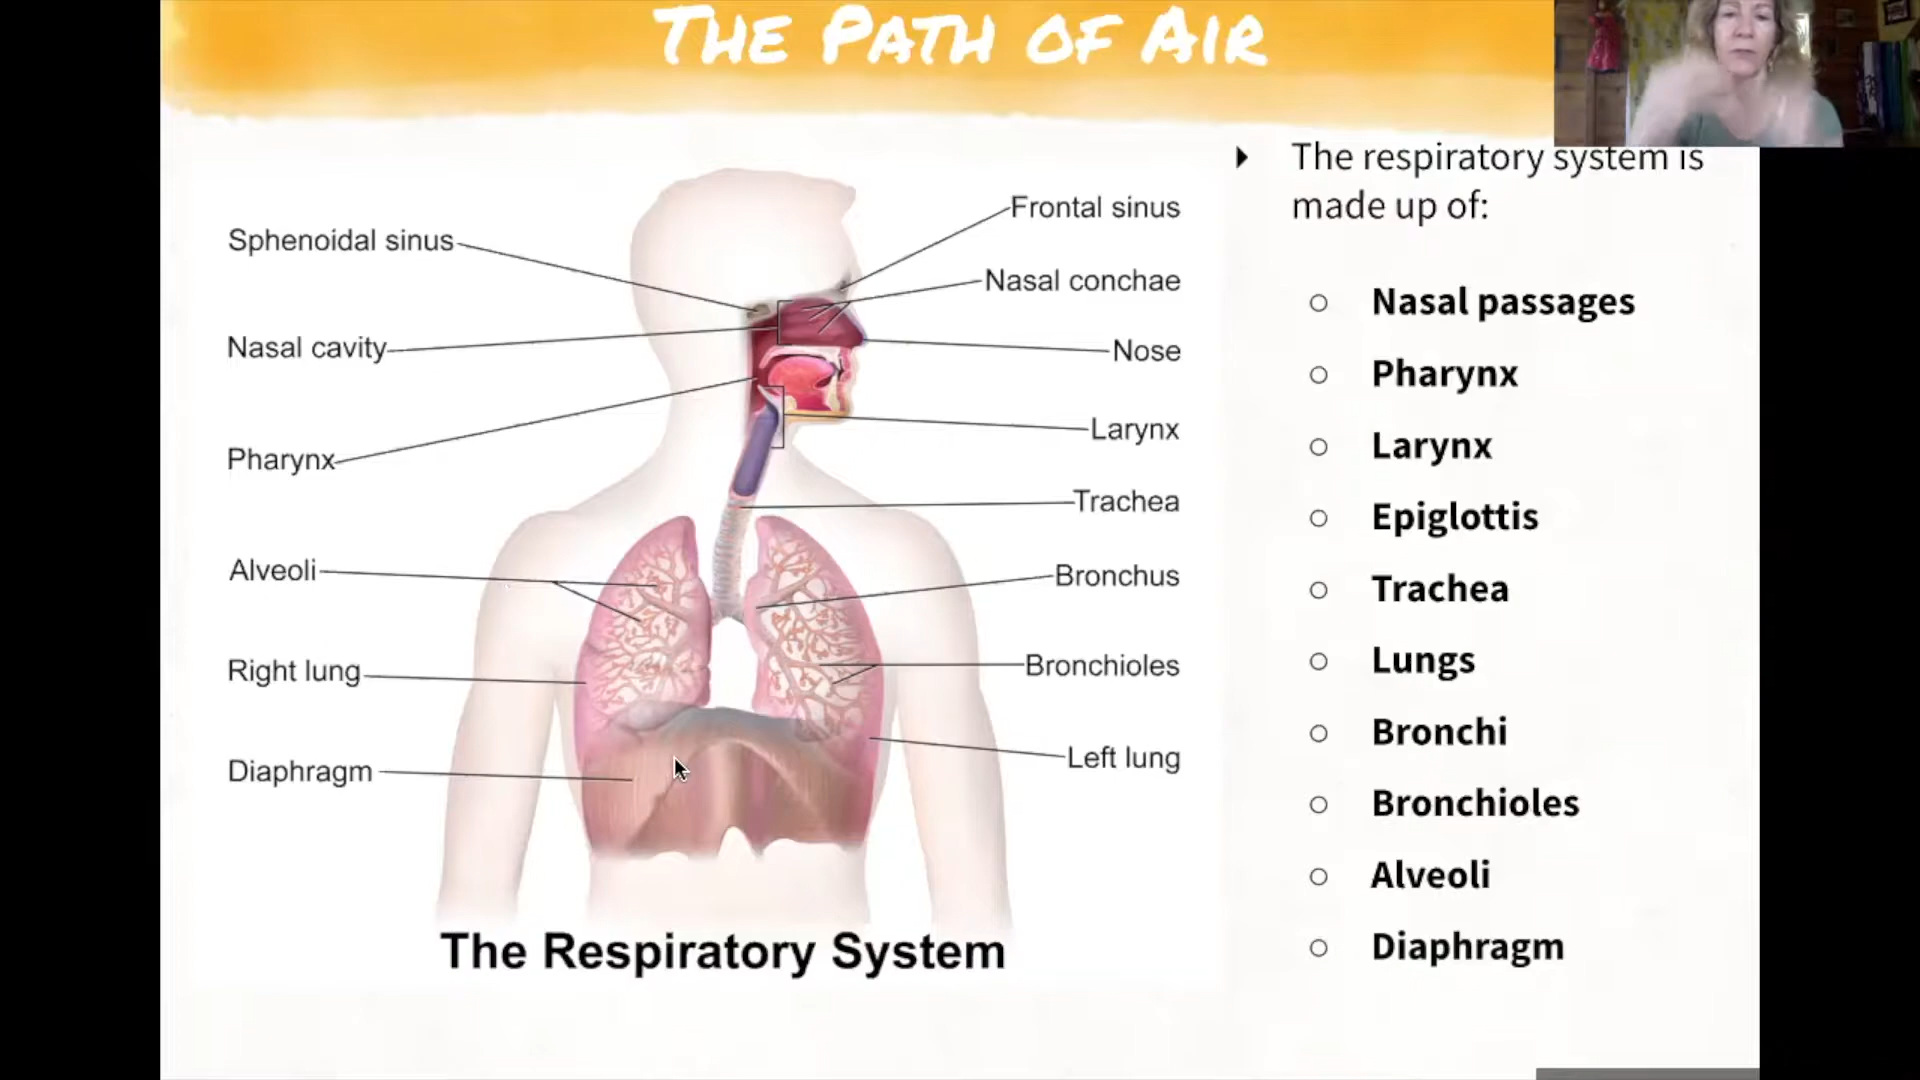 The Path of Air
Sphenoidal sinus
Nasal cavity
Pharynx
Alveoli
Right lung
Diaphragm
Frontal sinus
Nasal conchae
Nose
Larynx
Trachea
Bronchus
Bronchioles
Left lung
The Respiratory System
The respiratory system is
made up of:
Nasal passages
Pharynx
Larynx
Epiglottis
Trachea
Lungs
Bronchi
Bronchioles
Alveoli
Diaphragm